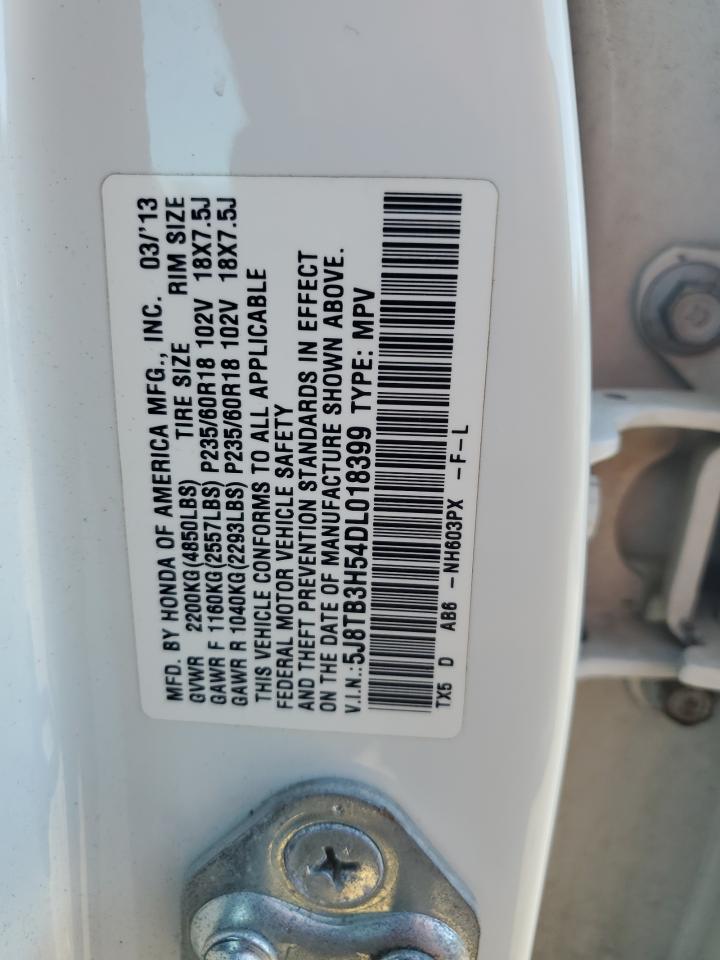 MFD. BY HONDA OF AMERICA MFG., INC. 03/'13
GVWR 2200KG(4850LBS) TIRE SIZE RIM SIZE
GAWR F 1160KG(2557LBS) P235/60R18 102V 18X7.5J
GAWR R 1040KG(2293LBS) P235/60R18 102V 18X7.5J
THIS VEHICLE CONFORMS TO ALL APPLICABLE
FEDERAL MOTOR VEHICLE SAFETY
AND THEFT PREVENTION STANDARDS IN EFFECT
ON THE DATE OF MANUFACTURE SHOWN ABOVE.
V.I.N.:5J8TB3H54DL018399 TYPE: MPV
TX5 D AB6 -NH603PX -F-L